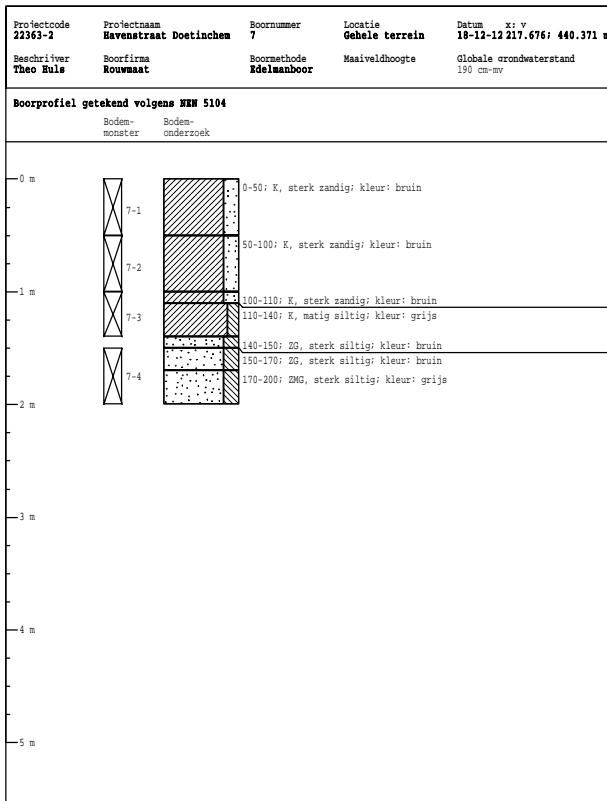 Projectcode Projectnaam Boornummer Locatie Datum x: y
22363-2 Havenstraat Doetinchem 7 Gehele terrein 18-12-12 217.676; 440.371 m
Beschrijver Boorfirma Boormethode Maaiveldhoogte Globale grondwaterstand
Theo Huls Rouwmaat Edelmanboor 190 cm-mv
Boorprofiel getekend volgens NEN 5104
Bodem- Bodem-
monster onderzoek
0 m
0-50; K, sterk zandig; kleur: bruin
7-1
50-100; K, sterk zandig; kleur: bruin
7-2
1 m
100-110; K, sterk zandig; kleur: bruin
7-3
110-140; K, matig siltig; kleur: grijs
140-150; ZG, sterk siltig; kleur: bruin
150-170; ZG, sterk siltig; kleur: bruin
7-4
170-200; ZMG, sterk siltig; kleur: grijs
2 m
3 m
4 m
5 m